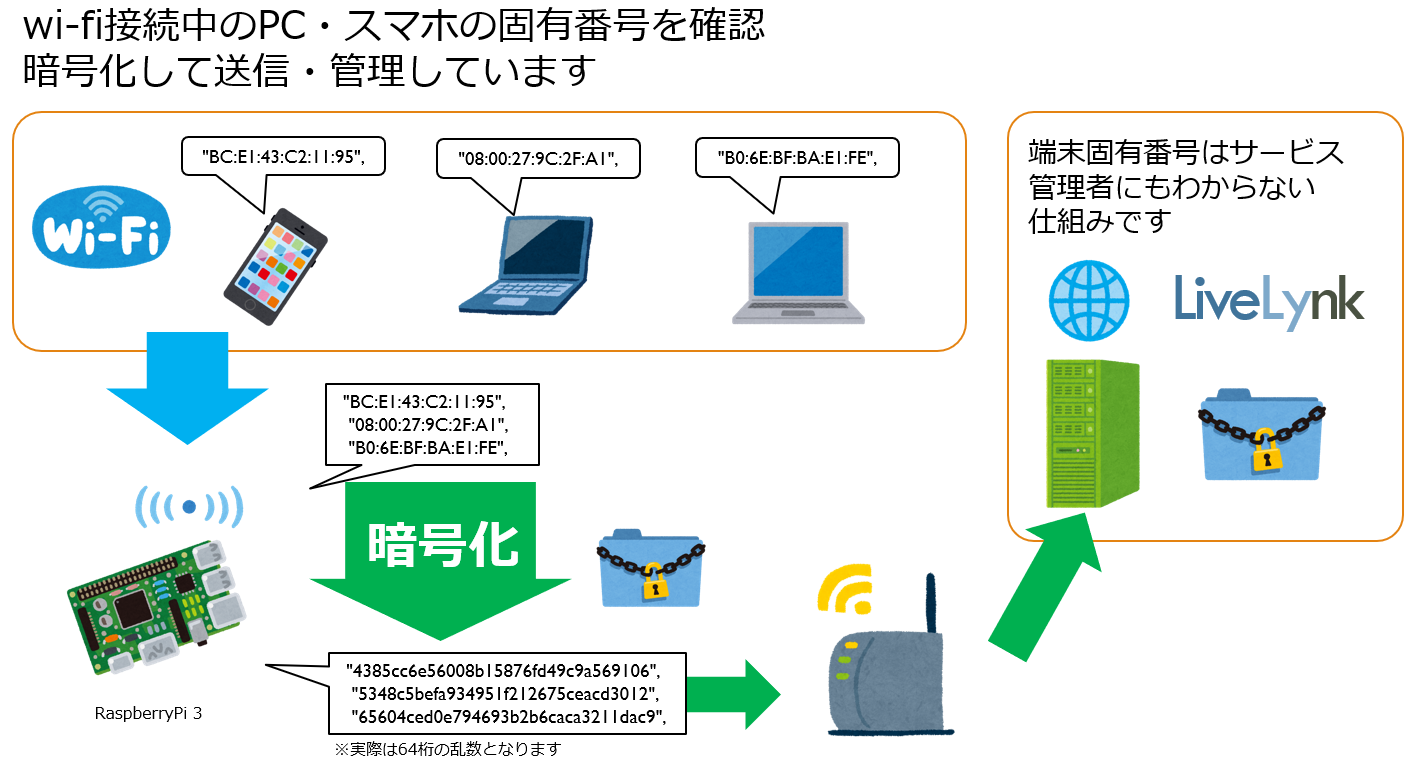 wi-fi接続中のPC・スマホの固有番号を確認
暗号化して送信・管理しています
"BC:E1:43:C2:11:95",
"08:00:27:9C:2F:A1",
"B0:6E:BF:BA:E1:FE",
Wi-Fi
端末固有番号はサービス
管理者にもわからない
仕組みです
LiveLynk
"BC:E1:43:C2:11:95",
"08:00:27:9C:2F:A1",
"B0:6E:BF:BA:E1:FE",
暗号化
"4385cc6e56008b15876fd49c9a569106",
"5348c5befa934951f212675ceacd3012",
"65604ced0e794693b2b6caca3211dac9",
※実際は64桁の乱数となります
RaspberryPi 3